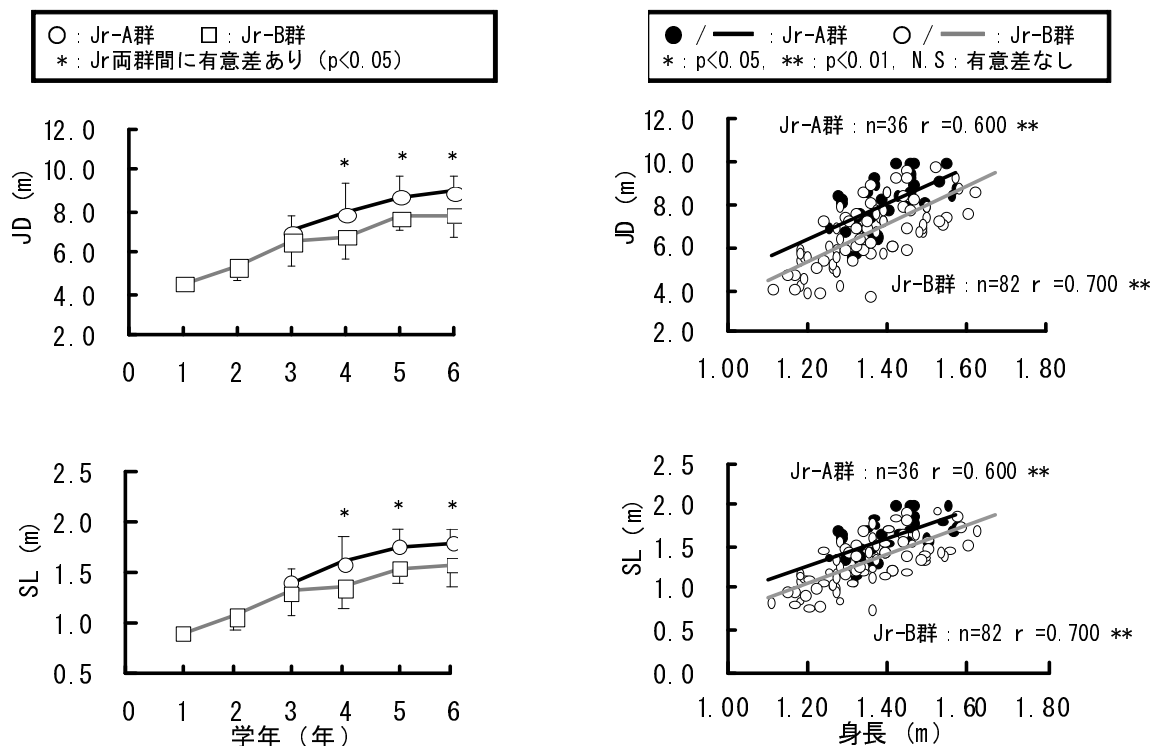 ○ : Jr-A群 □ : Jr-B群
* : Jr両群間に有意差あり (p<0.05)
● / ━ : Jr-A群 ○ / ━ : Jr-B群
* : p<0.05, ** : p<0.01, N.S : 有意差なし
JD (m)
12.0
10.0
8.0
6.0
4.0
2.0
* * *
0 1 2 3 4 5 6
JD (m)
12.0
10.0
8.0
6.0
4.0
2.0
Jr-A群 : n=36 r =0.600 **
Jr-B群 : n=82 r =0.700 **
1.00 1.20 1.40 1.60 1.80
SL (m)
2.5
2.0
1.5
1.0
0.5
* * *
0 1 2 3 4 5 6
学年 (年)
SL (m)
2.5
2.0
1.5
1.0
0.5
0.0
Jr-A群 : n=36 r =0.600 **
Jr-B群 : n=82 r =0.700 **
1.00 1.20 1.40 1.60 1.80
身長 (m)